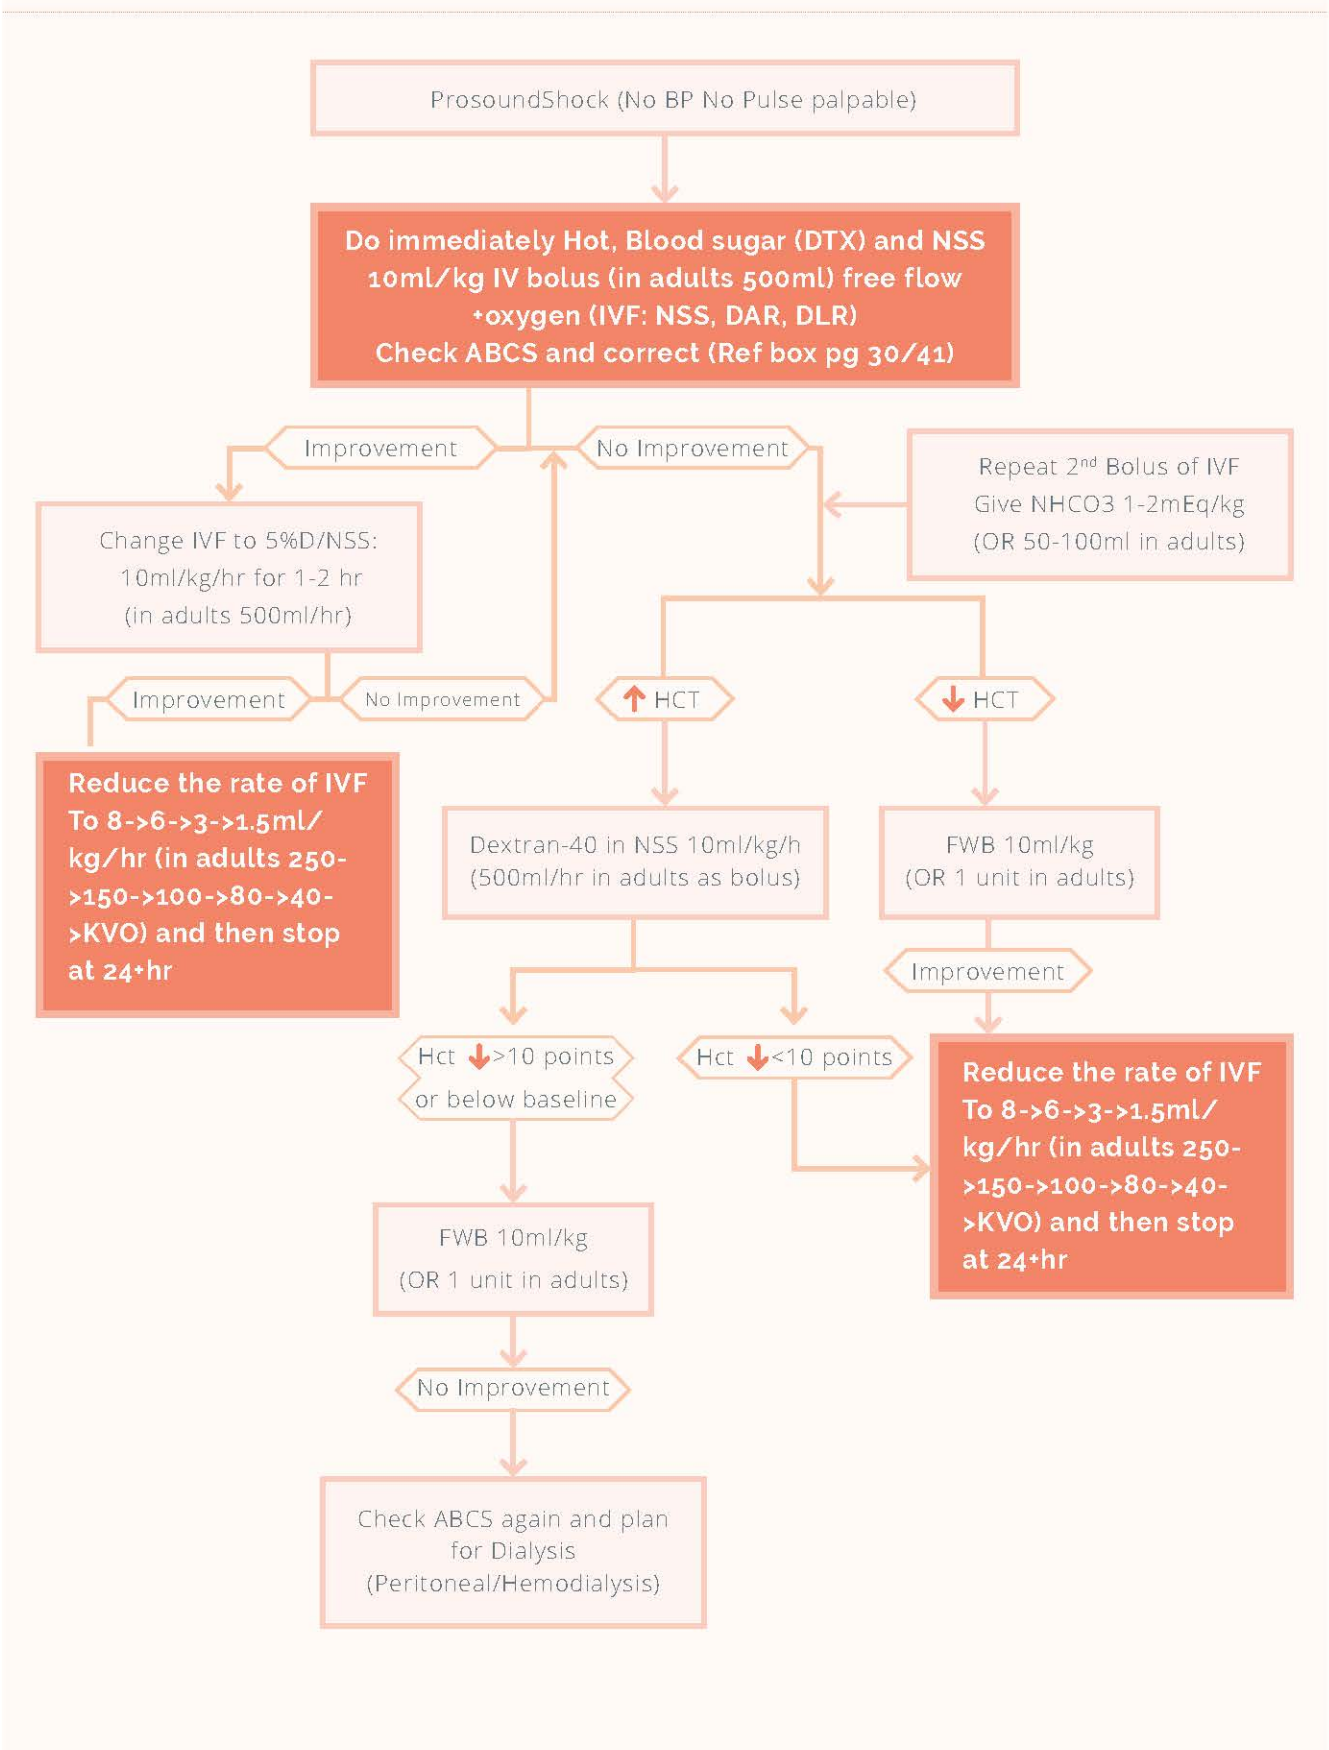 ProsoundShock (No BP No Pulse palpable)
Do immediately Hot, Blood sugar (DTX) and NSS
10ml/kg IV bolus (in adults 500ml) free flow
+oxygen (IVF: NSS, DAR, DLR)
Check ABCS and correct (Ref box pg 30/41)
Improvement
No Improvement
Repeat 2nd Bolus of IVF
Give NHCO3 1-2mEq/kg
(OR 50-100ml in adults)
Change IVF to 5%D/NSS:
10ml/kg/hr for 1-2 hr
(in adults 500ml/hr)
Improvement
No Improvement
↑ HCT
↓ HCT
Reduce the rate of IVF
To 8->6->3->1.5ml/
kg/hr (in adults 250-
>150->100->80->40-
>KVO) and then stop
at 24+hr
Dextran-40 in NSS 10ml/kg/h
(500ml/hr in adults as bolus)
FWB 10ml/kg
(OR 1 unit in adults)
Improvement
Hct ↓>10 points
or below baseline
Hct ↓<10 points
Reduce the rate of IVF
To 8->6->3->1.5ml/
kg/hr (in adults 250-
>150->100->80->40-
>KVO) and then stop
at 24+hr
FWB 10ml/kg
(OR 1 unit in adults)
No Improvement
Check ABCS again and plan
for Dialysis
(Peritoneal/Hemodialysis)